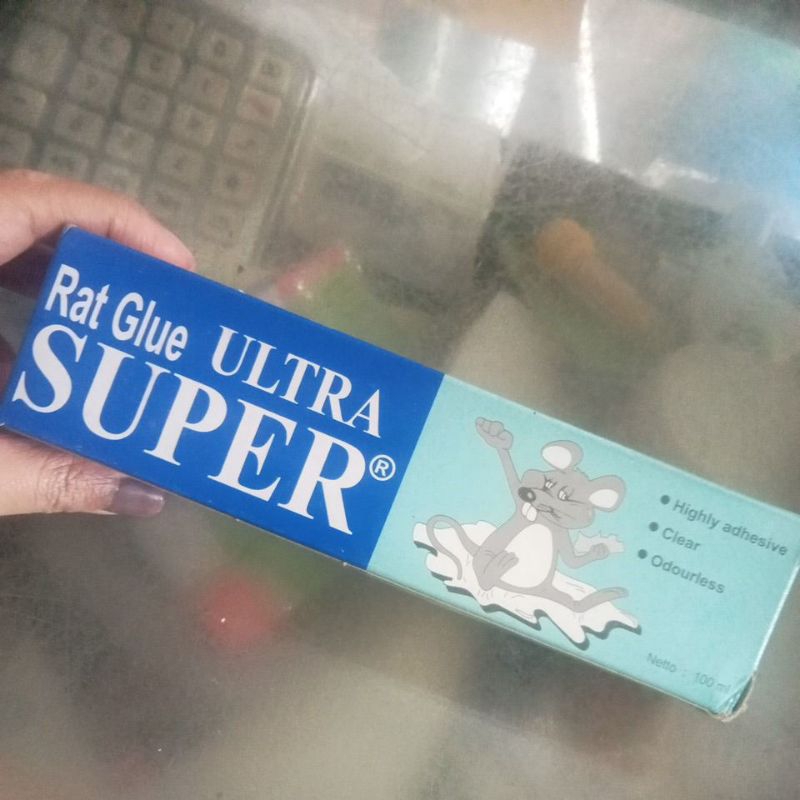 Rat Glue ULTRA
SUPER®
• Highly adhesive
• Clear
• Odourless
Netto : 100 ml